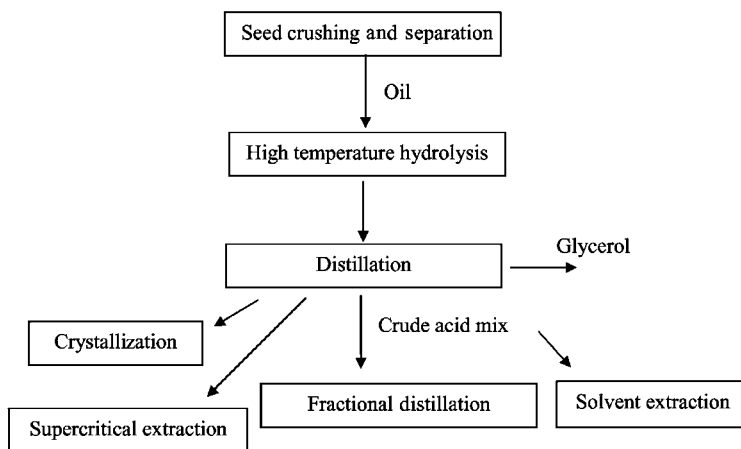 Seed crushing and separation
Oil
High temperature hydrolysis
Glycerol
Distillation
Crude acid mix
Crystallization
Fractional distillation
Solvent extraction
Supercritical extraction